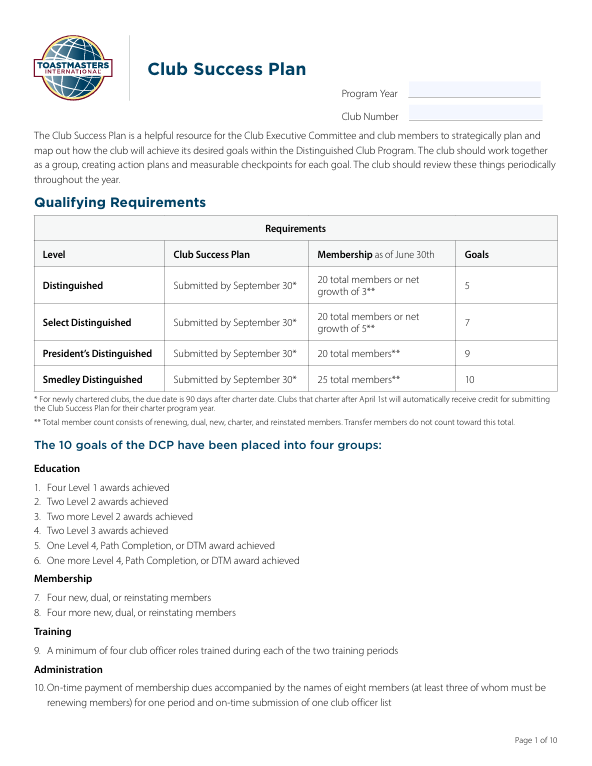 TOASTMASTERS
INTERNATIONAL
Club Success Plan
Program Year
Club Number
The Club Success Plan is a helpful resource for the Club Executive Committee and club members to strategically plan and
map out how the club will achieve its desired goals within the Distinguished Club Program. The club should work together
as a group, creating action plans and measurable checkpoints for each goal. The club should review these things periodically
throughout the year.
Qualifying Requirements
Requirements
Level Club Success Plan Membership as of June 30th Goals
Distinguished Submitted by September 30* 20 total members or net
growth of 3** 5
Select Distinguished Submitted by September 30* 20 total members or net
growth of 5** 7
President's Distinguished Submitted by September 30* 20 total members** 9
Smedley Distinguished Submitted by September 30* 25 total members** 10
* For newly chartered clubs, the due date is 90 days after charter date. Clubs that charter after April 1st will automatically receive credit for submitting
the Club Success Plan for their charter program year.
** Total member count consists of renewing, dual, new, charter, and reinstated members. Transfer members do not count toward this total.
The 10 goals of the DCP have been placed into four groups:
Education
1. Four Level 1 awards achieved
2. Two Level 2 awards achieved
3. Two more Level 2 awards achieved
4. Two Level 3 awards achieved
5. One Level 4, Path Completion, or DTM award achieved
6. One more Level 4, Path Completion, or DTM award achieved
Membership
7. Four new, dual, or reinstating members
8. Four more new, dual, or reinstating members
Training
9. A minimum of four club officer roles trained during each of the two training periods
Administration
10. On-time payment of membership dues accompanied by the names of eight members (at least three of whom must be
renewing members) for one period and on-time submission of one club officer list
Page 1 of 10